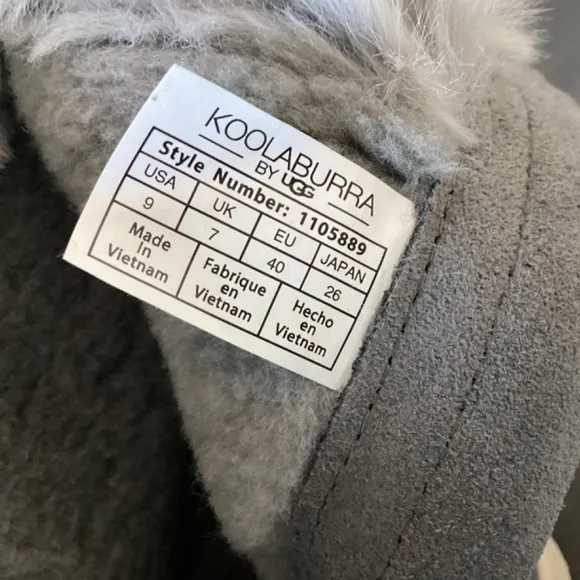 KOOLABURRA
BY UGG
Style Number: 1105889
USA UK EU JAPAN
9 7 40 26
Made in Vietnam
Fabriqué en Vietnam
Hecho en Vietnam